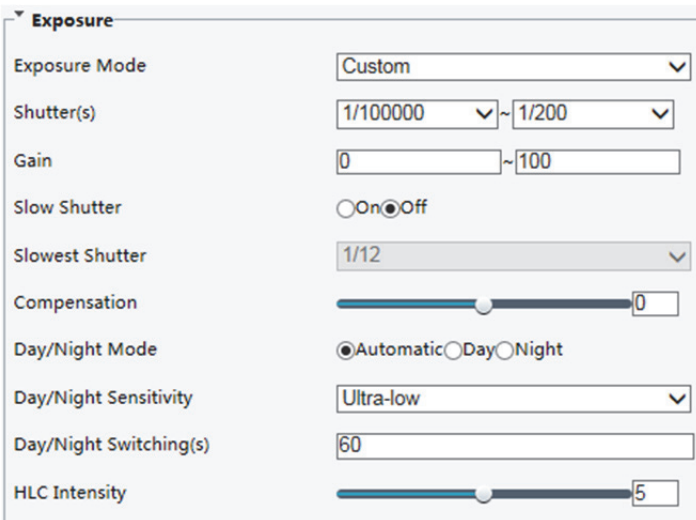 Exposure
Exposure Mode Custom
Shutter(s) 1/100000 ~ 1/200
Gain 0 ~ 100
Slow Shutter On Off
Slowest Shutter 1/12
Compensation 0
Day/Night Mode Automatic Day Night
Day/Night Sensitivity Ultra-low
Day/Night Switching(s) 60
HLC Intensity 5